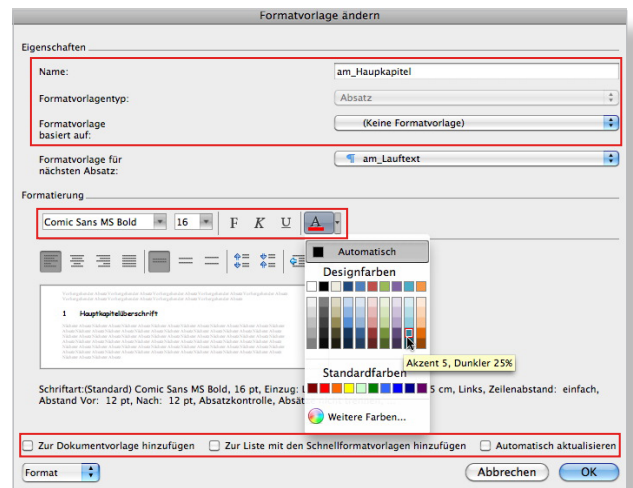 Formatvorlage ändern
Eigenschaften
Name: am_Haupkapitel
Formatvorlagentyp: Absatz
Formatvorlage
basiert auf: (Keine Formatvorlage)
Formatvorlage für
nächsten Absatz: am_Lauftext
Formatierung
Comic Sans MS Bold 16 F K U A
Automatisch
Designfarben
1 Hauptkapitelüberschrift
Akzent 5, Dunkler 25%
Standardfarben
Schriftart:(Standard) Comic Sans MS Bold, 16 pt, Einzug: 5 cm, Links, Zeilenabstand: einfach,
Abstand Vor: 12 pt, Nach: 12 pt, Absatzkontrolle,
Weitere Farben...
Zur Dokumentvorlage hinzufügen Zur Liste mit den Schnellformatvorlagen hinzufügen Automatisch aktualisieren
Format Abbrechen OK